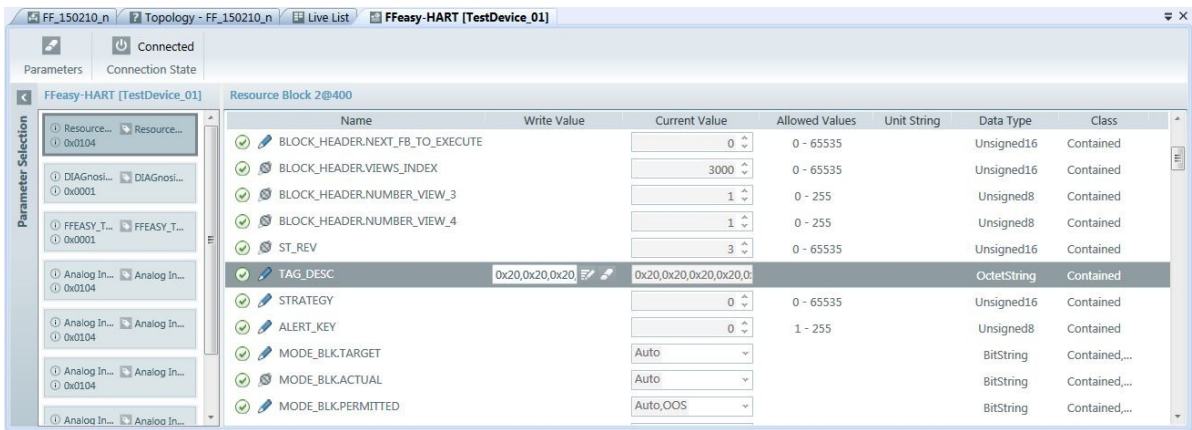 FF_150210_n Topology - FF_150210_n Live List FFeasy-HART [TestDevice_01]
Connected
Parameters Connection State
FFeasy-HART [TestDevice_01] Resource Block 2@400
Parameter Selection
Resource... Resource...
0x0104
DIAGnosi... DIAGnosi...
0x0001
FFEASY_T... FFEASY_T...
0x0001
Analog In... Analog In...
0x0104
Analog In... Analog In...
0x0104
Analog In... Analog In...
0x0104
Analog In... Analog In...
Name Write Value Current Value Allowed Values Unit String Data Type Class
BLOCK_HEADER.NEXT_FB_TO_EXECUTE 0 0 - 65535 Unsigned16 Contained
BLOCK_HEADER.VIEWS_INDEX 3000 0 - 65535 Unsigned16 Contained
BLOCK_HEADER.NUMBER_VIEW_3 1 0 - 255 Unsigned8 Contained
BLOCK_HEADER.NUMBER_VIEW_4 1 0 - 255 Unsigned8 Contained
ST_REV 3 0 - 65535 Unsigned16 Contained
TAG_DESC 0x20,0x20,0x20, 0x20,0x20,0x20,0x20,0x20,0: OctetString Contained
STRATEGY 0 0 - 65535 Unsigned16 Contained
ALERT_KEY 0 1 - 255 Unsigned8 Contained
MODE_BLK.TARGET Auto BitString Contained,...
MODE_BLK.ACTUAL Auto BitString Contained,...
MODE_BLK.PERMITTED Auto,OOS BitString Contained,...